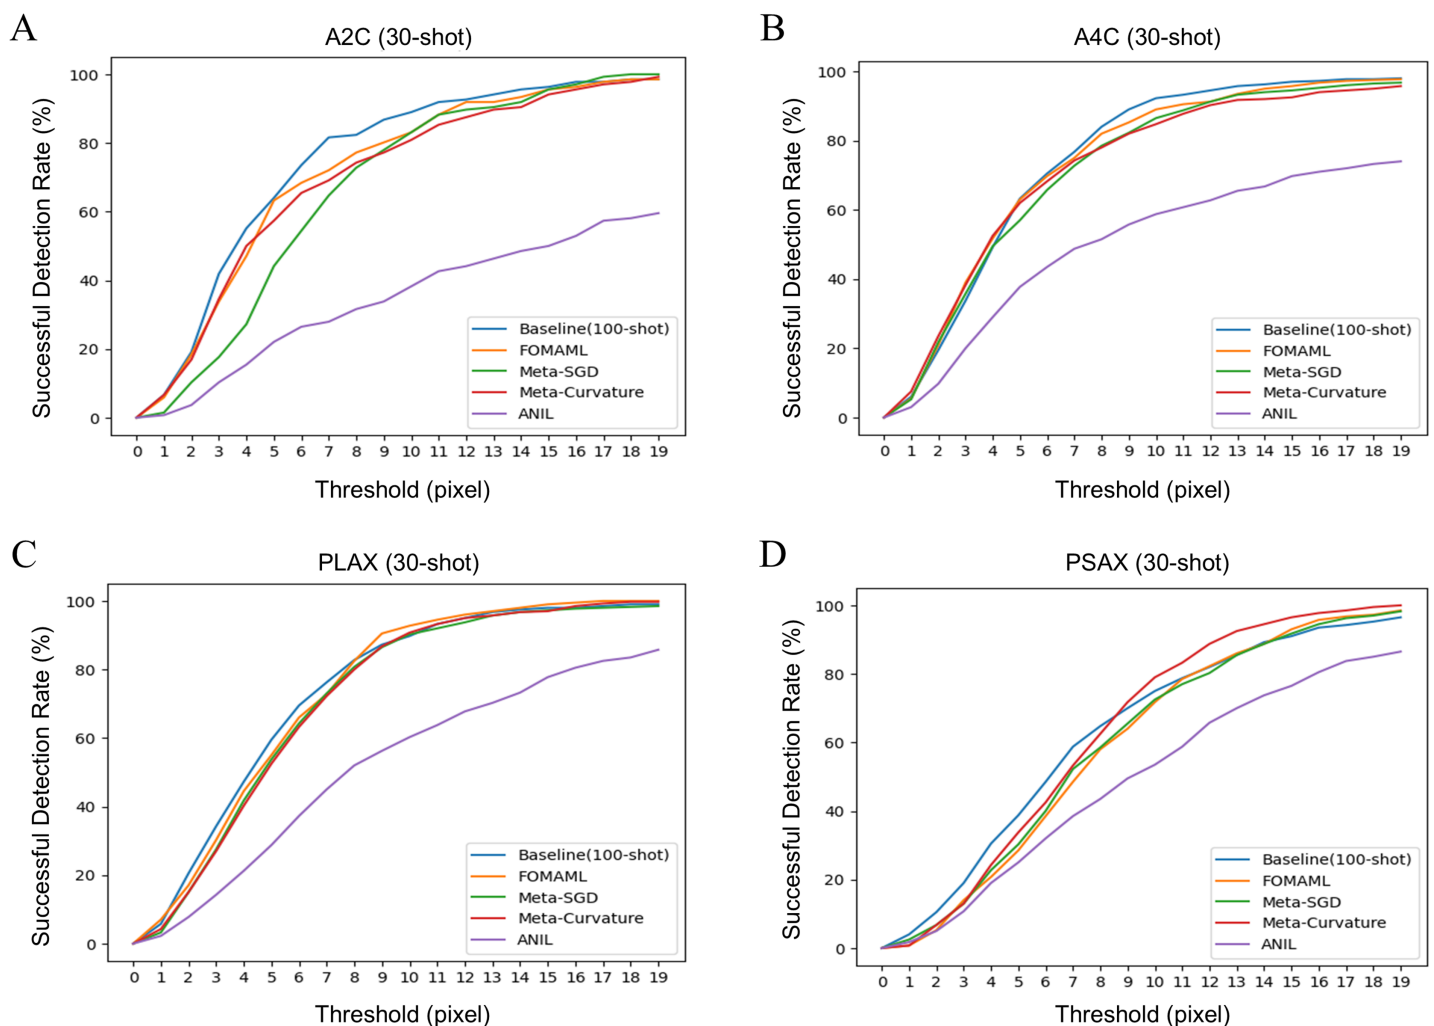 A
A2C (30-shot)
Successful Detection Rate (%)
100
80
60
40
20
0
Baseline(100-shot)
FOMAML
Meta-SGD
Meta-Curvature
ANIL
0 1 2 3 4 5 6 7 8 9 10 11 12 13 14 15 16 17 18 19
Threshold (pixel)
B
A4C (30-shot)
Successful Detection Rate (%)
100
80
60
40
20
0
Baseline(100-shot)
FOMAML
Meta-SGD
Meta-Curvature
ANIL
0 1 2 3 4 5 6 7 8 9 10 11 12 13 14 15 16 17 18 19
Threshold (pixel)
C
PLAX (30-shot)
Successful Detection Rate (%)
100
80
60
40
20
0
Baseline(100-shot)
FOMAML
Meta-SGD
Meta-Curvature
ANIL
0 1 2 3 4 5 6 7 8 9 10 11 12 13 14 15 16 17 18 19
Threshold (pixel)
D
PSAX (30-shot)
Successful Detection Rate (%)
100
80
60
40
20
0
Baseline(100-shot)
FOMAML
Meta-SGD
Meta-Curvature
ANIL
0 1 2 3 4 5 6 7 8 9 10 11 12 13 14 15 16 17 18 19
Threshold (pixel)